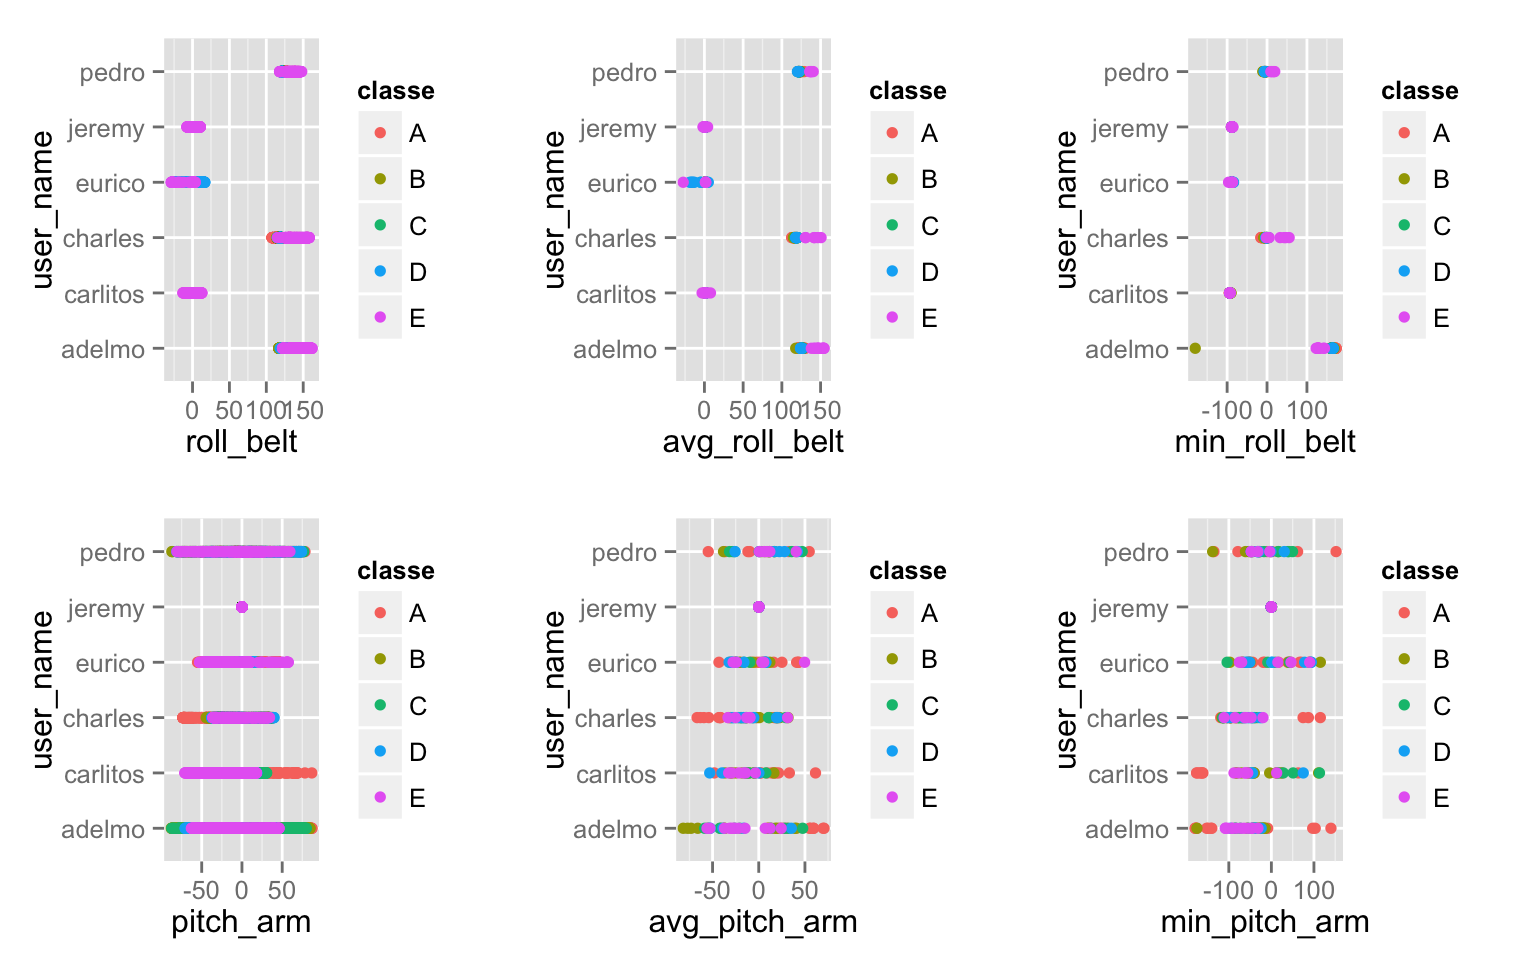 pedro
jeremy
eurico
charles
carlitos
adelmo
user_name
0 50 100 150
roll_belt
classe
A
B
C
D
E
pedro
jeremy
eurico
charles
carlitos
adelmo
user_name
0 50 100 150
avg_roll_belt
classe
A
B
C
D
E
pedro
jeremy
eurico
charles
carlitos
adelmo
user_name
-100 0 100
min_roll_belt
classe
A
B
C
D
E
pedro
jeremy
eurico
charles
carlitos
adelmo
user_name
-50 0 50
pitch_arm
classe
A
B
C
D
E
pedro
jeremy
eurico
charles
carlitos
adelmo
user_name
-50 0 50
avg_pitch_arm
classe
A
B
C
D
E
pedro
jeremy
eurico
charles
carlitos
adelmo
user_name
-100 0 100
min_pitch_arm
classe
A
B
C
D
E